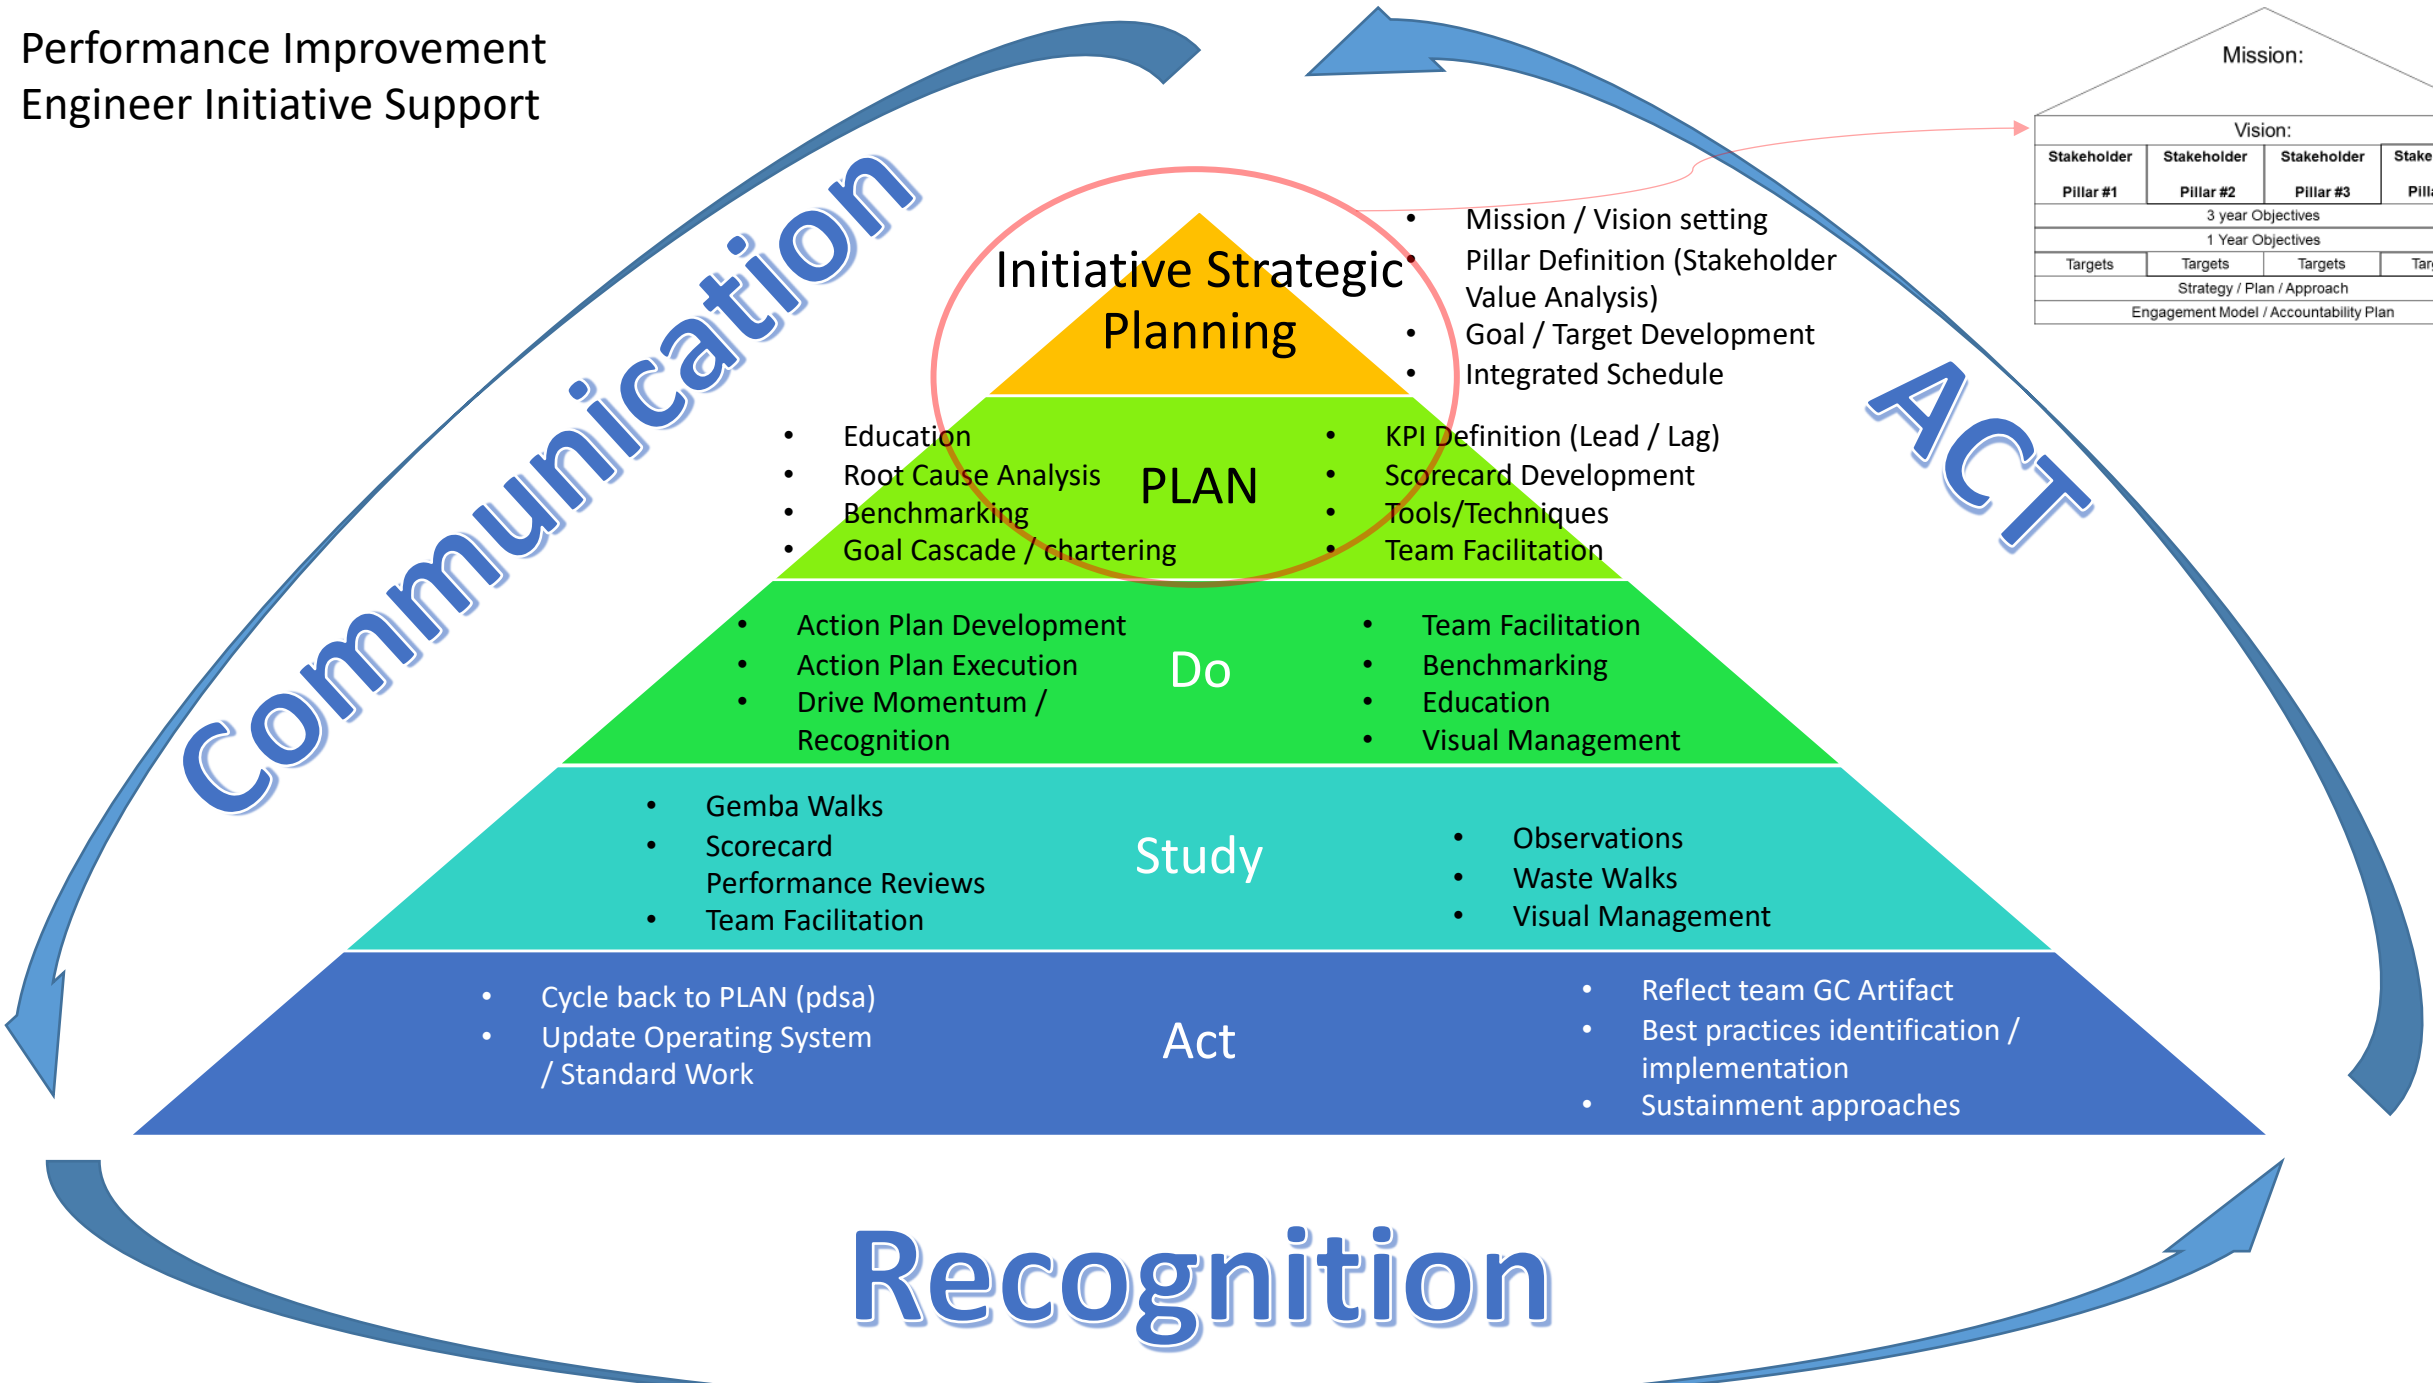 Performance Improvement
Engineer Initiative Support
Communication
ACT
Recognition
Initiative Strategic
Planning
• Mission / Vision setting
• Pillar Definition (Stakeholder
Value Analysis)
• Goal / Target Development
• Integrated Schedule
PLAN
• Education
• Root Cause Analysis
• Benchmarking
• Goal Cascade / chartering
• KPI Definition (Lead / Lag)
• Scorecard Development
• Tools/Techniques
• Team Facilitation
Do
• Action Plan Development
• Action Plan Execution
• Drive Momentum /
Recognition
• Team Facilitation
• Benchmarking
• Education
• Visual Management
Study
• Gemba Walks
• Scorecard
Performance Reviews
• Team Facilitation
• Observations
• Waste Walks
• Visual Management
Act
• Cycle back to PLAN (pdsa)
• Update Operating System
/ Standard Work
• Reflect team GC Artifact
• Best practices identification /
implementation
• Sustainment approaches
Mission:
Vision:
Stakeholder Stakeholder Stakeholder Stake
Pillar #1 Pillar #2 Pillar #3 Pilla
3 year Objectives
1 Year Objectives
Targets Targets Targets Tar
Strategy / Plan / Approach
Engagement Model / Accountability Plan